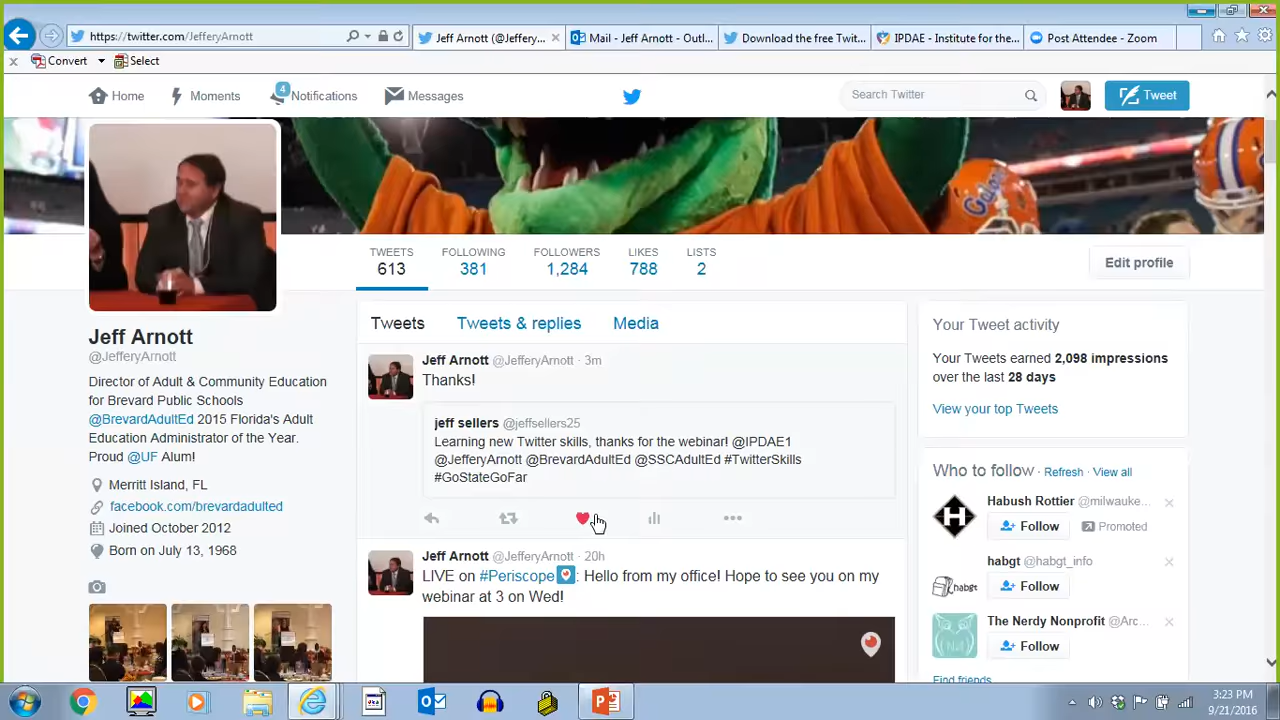 https://twitter.com/JefferyArnott
Jeff Arnott (@Jeffery...
Mail - Jeff Arnott - Outl...
Download the free Twit...
IPDAE - Institute for the...
Post Attendee - Zoom
Convert
Select
Home
Moments
4
Notifications
Messages
Search Twitter
Tweet
Gators
TWEETS
613
FOLLOWING
381
FOLLOWERS
1,284
LIKES
788
LISTS
2
Edit profile
Jeff Arnott
@JefferyArnott
Director of Adult & Community Education
for Brevard Public Schools
@BrevardAdultEd 2015 Florida's Adult
Education Administrator of the Year.
Proud @UF Alum!
Merritt Island, FL
facebook.com/brevardadulted
Joined October 2012
Born on July 13, 1968
Tweets
Tweets & replies
Media
Jeff Arnott @JefferyArnott · 3m
Thanks!
jeff sellers @jeffsellers25
Learning new Twitter skills, thanks for the webinar! @IPDAE1
@JefferyArnott @BrevardAdultEd @SSCAdultEd #TwitterSkills
#GoStateGoFar
Jeff Arnott @JefferyArnott · 20h
LIVE on #Periscope: Hello from my office! Hope to see you on my
webinar at 3 on Wed!
Your Tweet activity
Your Tweets earned 2,098 impressions
over the last 28 days
View your top Tweets
Who to follow · Refresh · View all
Habush Rottier @milwauke...
Follow
Promoted
habgt @habgt_info
habgt
Follow
The Nerdy Nonprofit @Arc...
Follow
Find friends
3:23 PM
9/21/2016